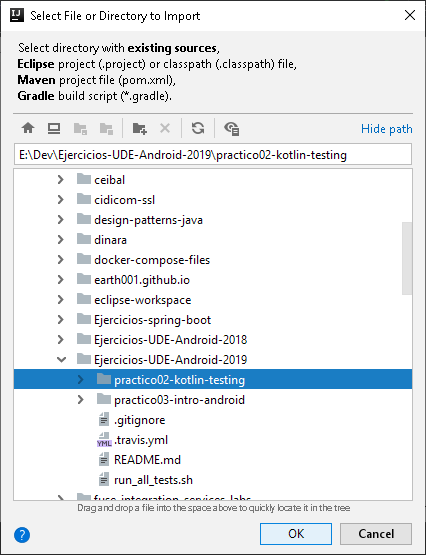 Select File or Directory to Import
Select directory with existing sources,
Eclipse project (.project) or classpath (.classpath) file,
Maven project file (pom.xml),
Gradle build script (*.gradle).
Hide path
E:\Dev\Ejercicios-UDE-Android-2019\practico02-kotlin-testing
ceibal
cidicom-ssl
design-patterns-java
dinara
docker-compose-files
earth001.github.io
eclipse-workspace
Ejercicios-spring-boot
Ejercicios-UDE-Android-2018
Ejercicios-UDE-Android-2019
practico02-kotlin-testing
practico03-intro-android
.gitignore
YML .travis.yml
README.md
run_all_tests.sh
fuse_integration_services_labs
Drag and drop a file into the space above to quickly locate it in the tree
? OK Cancel